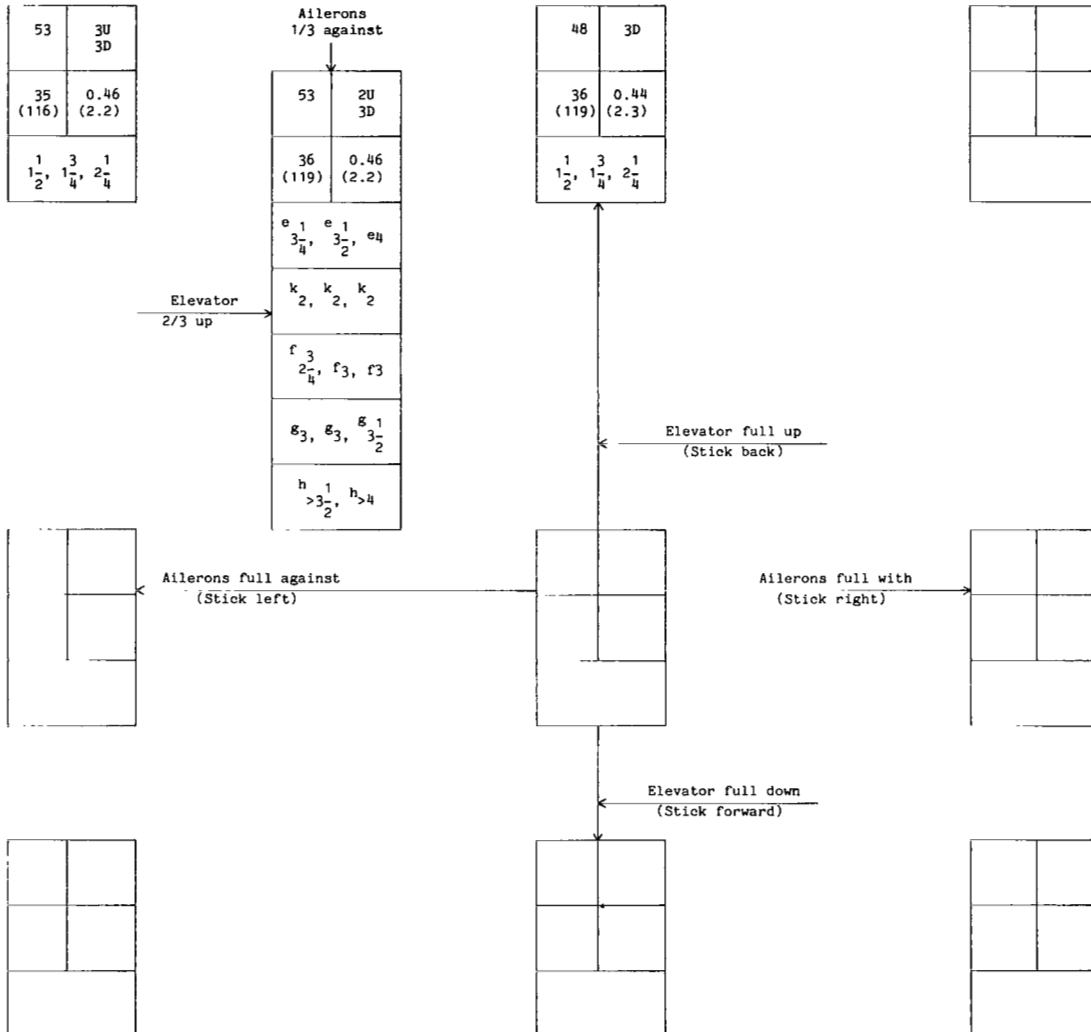 Ailerons
1/3 against
53 3U
3D
35 0.46
(116) (2.2)
1 1/2, 1 3/4, 2 1/4
53 2U
3D
36 0.46
(119) (2.2)
e 3 1/4, e 3 1/2, e4
k2, k2, k2
f 2 3/4, f3, f3
g3, g3, g 3 1/2
h >3 1/2, h>4
48 3D
36 0.44
(119) (2.3)
1 1/2, 1 3/4, 2 1/4
Elevator
2/3 up
Elevator full up
(Stick back)
Ailerons full against
(Stick left)
Ailerons full with
(Stick right)
Elevator full down
(Stick forward)